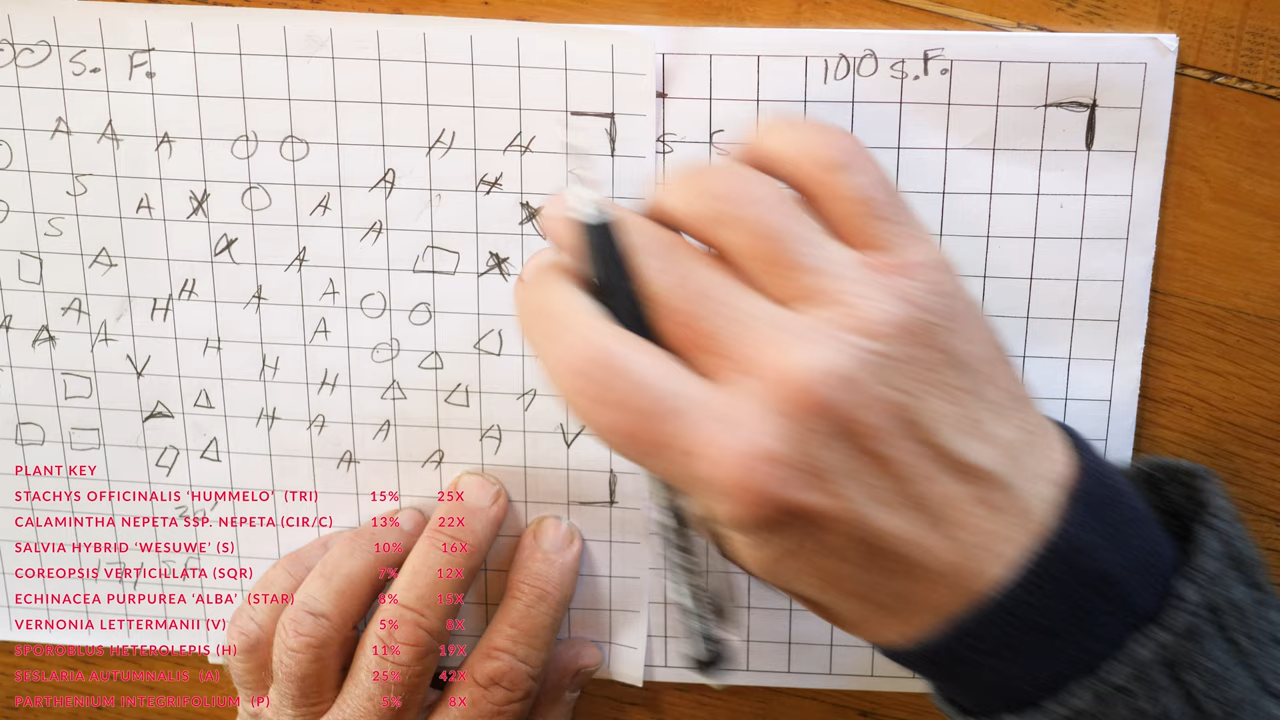 S. F.
100 S.F.
A A A O O H H S S
S A O A A H
S A A
A A
A H H A A O O
A A A H A O
V H H A V
H A A A
A A
PLANT KEY
STACHYS OFFICINALIS ‘HUMMELO’ (TRI) 15% 25X
CALAMINTHA NEPETA SSP. NEPETA (CIR/C) 13% 22X
SALVIA HYBRID ‘WESUWE’ (S) 10% 16X
COREOPSIS VERTICILLATA (SQR) 7% 12X
ECHINACEA PURPUREA ‘ALBA’ (STAR) 8% 15X
VERNONIA LETTERMANII (V) 5% 8X
SPOROBLUS HETEROLEPIS (H) 11% 19X
SESLARIA AUTUMNALIS (A) 25% 42X
PARTHENIUM INTEGRIFOLIUM (P) 5% 8X